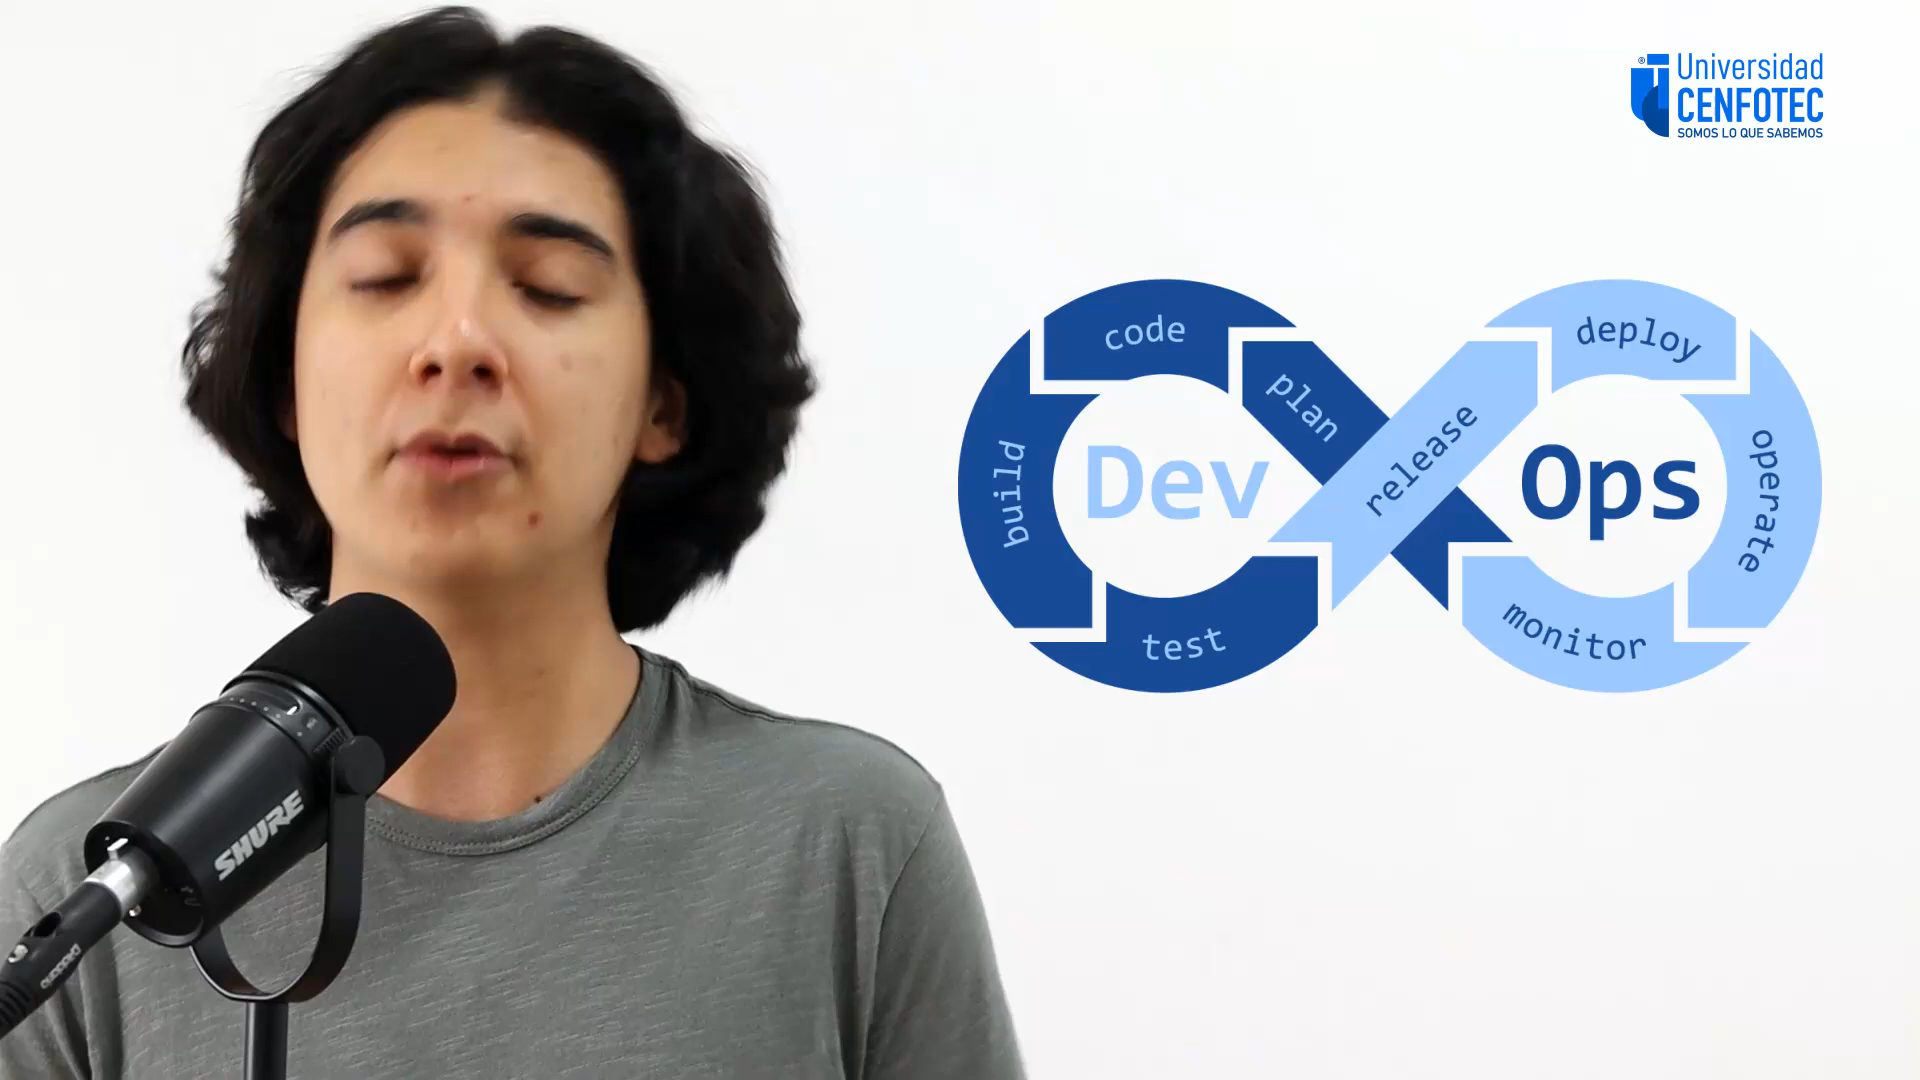 ®
Universidad
CENFOTEC
SOMOS LO QUE SABEMOS
code
plan
build
Dev
test
release
deploy
operate
Ops
monitor
SHURE